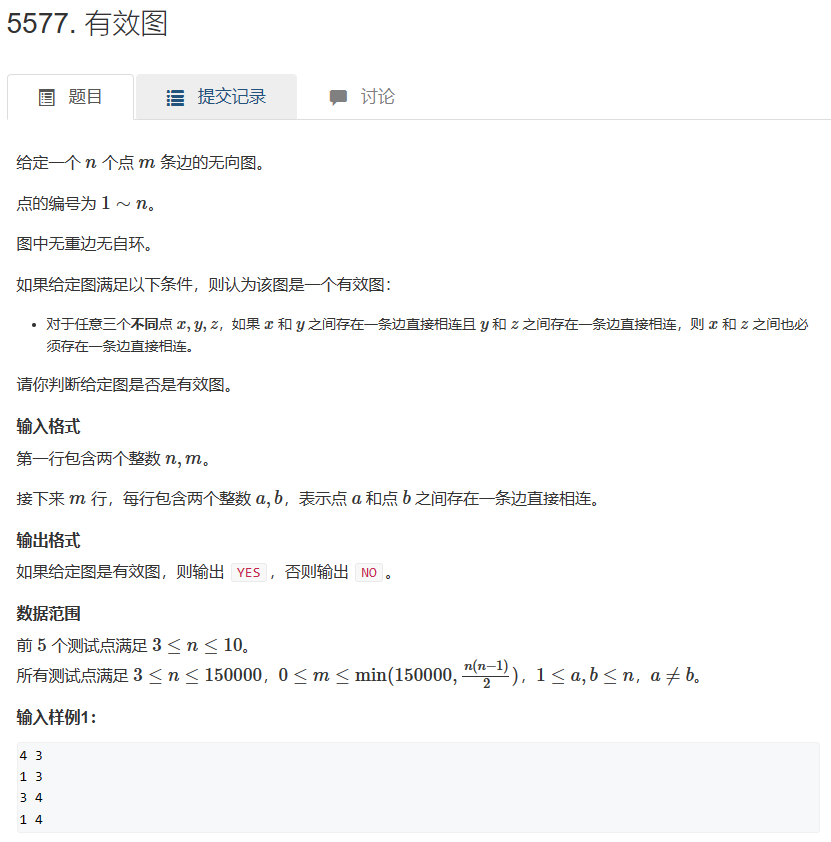 5577. 有效图
题目 提交记录 讨论
给定一个 n 个点 m 条边的无向图。
点的编号为 1 ∼ n。
图中无重边无自环。
如果给定图满足以下条件，则认为该图是一个有效图：
• 对于任意三个不同点 x, y, z，如果 x 和 y 之间存在一条边直接相连且 y 和 z 之间存在一条边直接相连，则 x 和 z 之间也必
须存在一条边直接相连。
请你判断给定图是否是有效图。
输入格式
第一行包含两个整数 n, m。
接下来 m 行，每行包含两个整数 a, b，表示点 a 和点 b 之间存在一条边直接相连。
输出格式
如果给定图是有效图，则输出 YES ，否则输出 NO 。
数据范围
前 5 个测试点满足 3 ≤ n ≤ 10。
所有测试点满足 3 ≤ n ≤ 150000，0 ≤ m ≤ min(150000, n(n−1)/2)，1 ≤ a, b ≤ n，a ≠ b。
输入样例1：
4 3
1 3
3 4
1 4